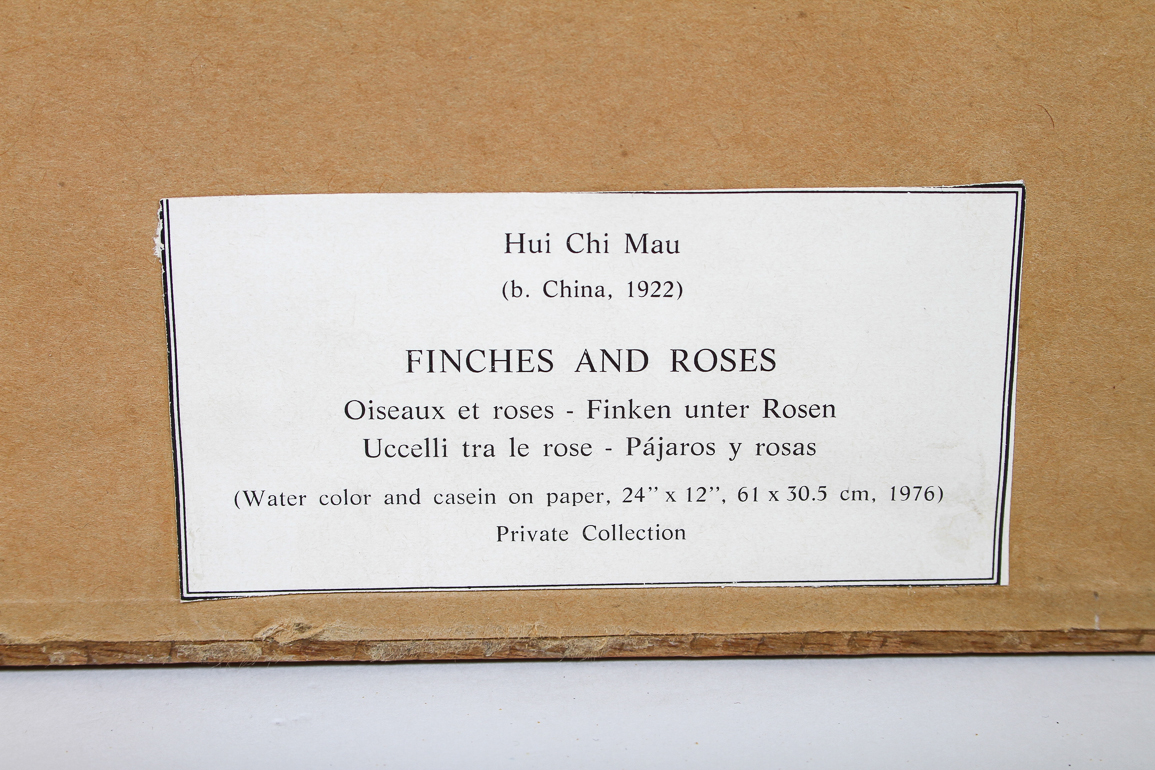 Hui Chi Mau
(b. China, 1922)
FINCHES AND ROSES
Oiseaux et roses - Finken unter Rosen
Uccelli tra le rose - Pájaros y rosas
(Water color and casein on paper, 24” x 12”, 61 x 30.5 cm, 1976)
Private Collection